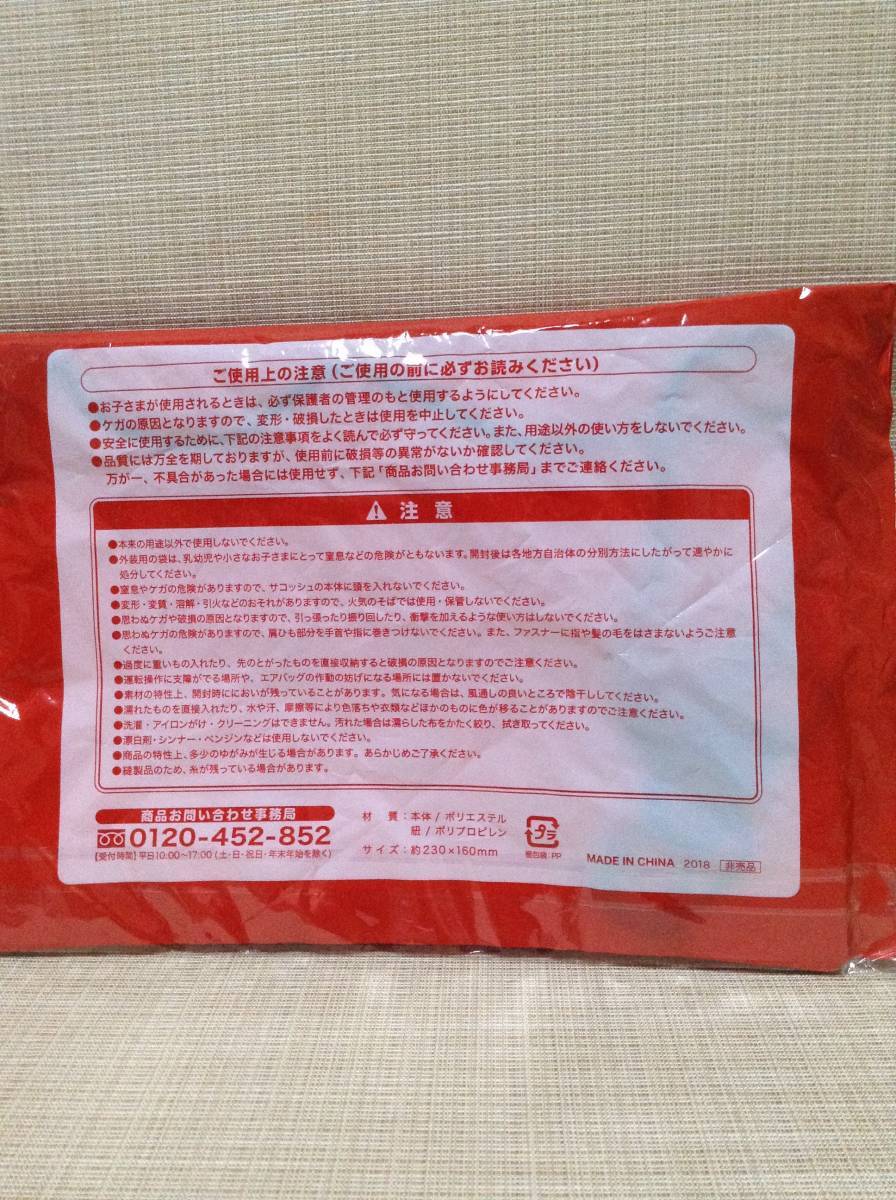 ご使用上の注意(ご使用の前に必ずお読みください)
●お子さまが使用されるときは、必ず保護者の管理のもと使用するようにしてください。
●ケガの原因となりますので、変形・破損したときは使用を中止してください。
●安全に使用するために、下記の注意事項をよく読んで必ず守ってください。また、用途以外の使い方をしないでください。
●品質には万全を期しておりますが、使用前に破損等の異常がないか確認してください。
万が一、不具合があった場合には使用せず、下記「商品お問い合わせ事務局」までご連絡ください。
注意
●本来の用途以外で使用しないでください。
●外装用の袋は、乳幼児や小さなお子さまにとって窒息などの危険がともないます。開封後は各地方自治体の分別方法にしたがって速やかに
処分してください。
●窒息やケガの危険がありますので、サコッシュの本体に頭を入れないでください。
●変形・変質・溶解・引火などのおそれがありますので、火気のそばでは使用・保管しないでください。
●思わぬケガや破損の原因となりますので、引っ張ったり振り回したり、衝撃を加えるような使い方はしないでください。
●思わぬケガの危険がありますので、肩ひも部分を手首や指に巻きつけないでください。また、ファスナーに指や髪の毛をはさまないようご注意
ください。
●過度に重いもの入れたり、先のとがったものを直接収納すると破損の原因となりますのでご注意ください。
●運転操作に支障がでる場所や、エアバッグの作動の妨げになる場所には置かないでください。
●素材の特性上、開封時ににおいが残っていることがあります。気になる場合は、風通しの良いところで陰干ししてください。
●濡れたものを直接入れたり、水や汗、摩擦等により色落ちや衣類などほかのものに色が移ることがありますのでご注意ください。
●洗濯・アイロンがけ・クリーニングはできません。汚れた場合は濡らした布をかたく絞り、拭き取ってください。
●漂白剤・シンナー・ベンジンなどは使用しないでください。
●商品の特性上、多少のゆがみが生じる場合があります。あらかじめご了承ください。
●縫製品のため、糸が残っている場合があります。
商品お問い合わせ事務局
0120-452-852
【受付時間】平日10:00〜17:00(土・日・祝日・年末年始を除く)
材 質:本体/ポリエステル
紐/ポリプロピレン
サイズ:約230×160mm
プラ
個包装:PP
MADE IN CHINA 2018 非売品